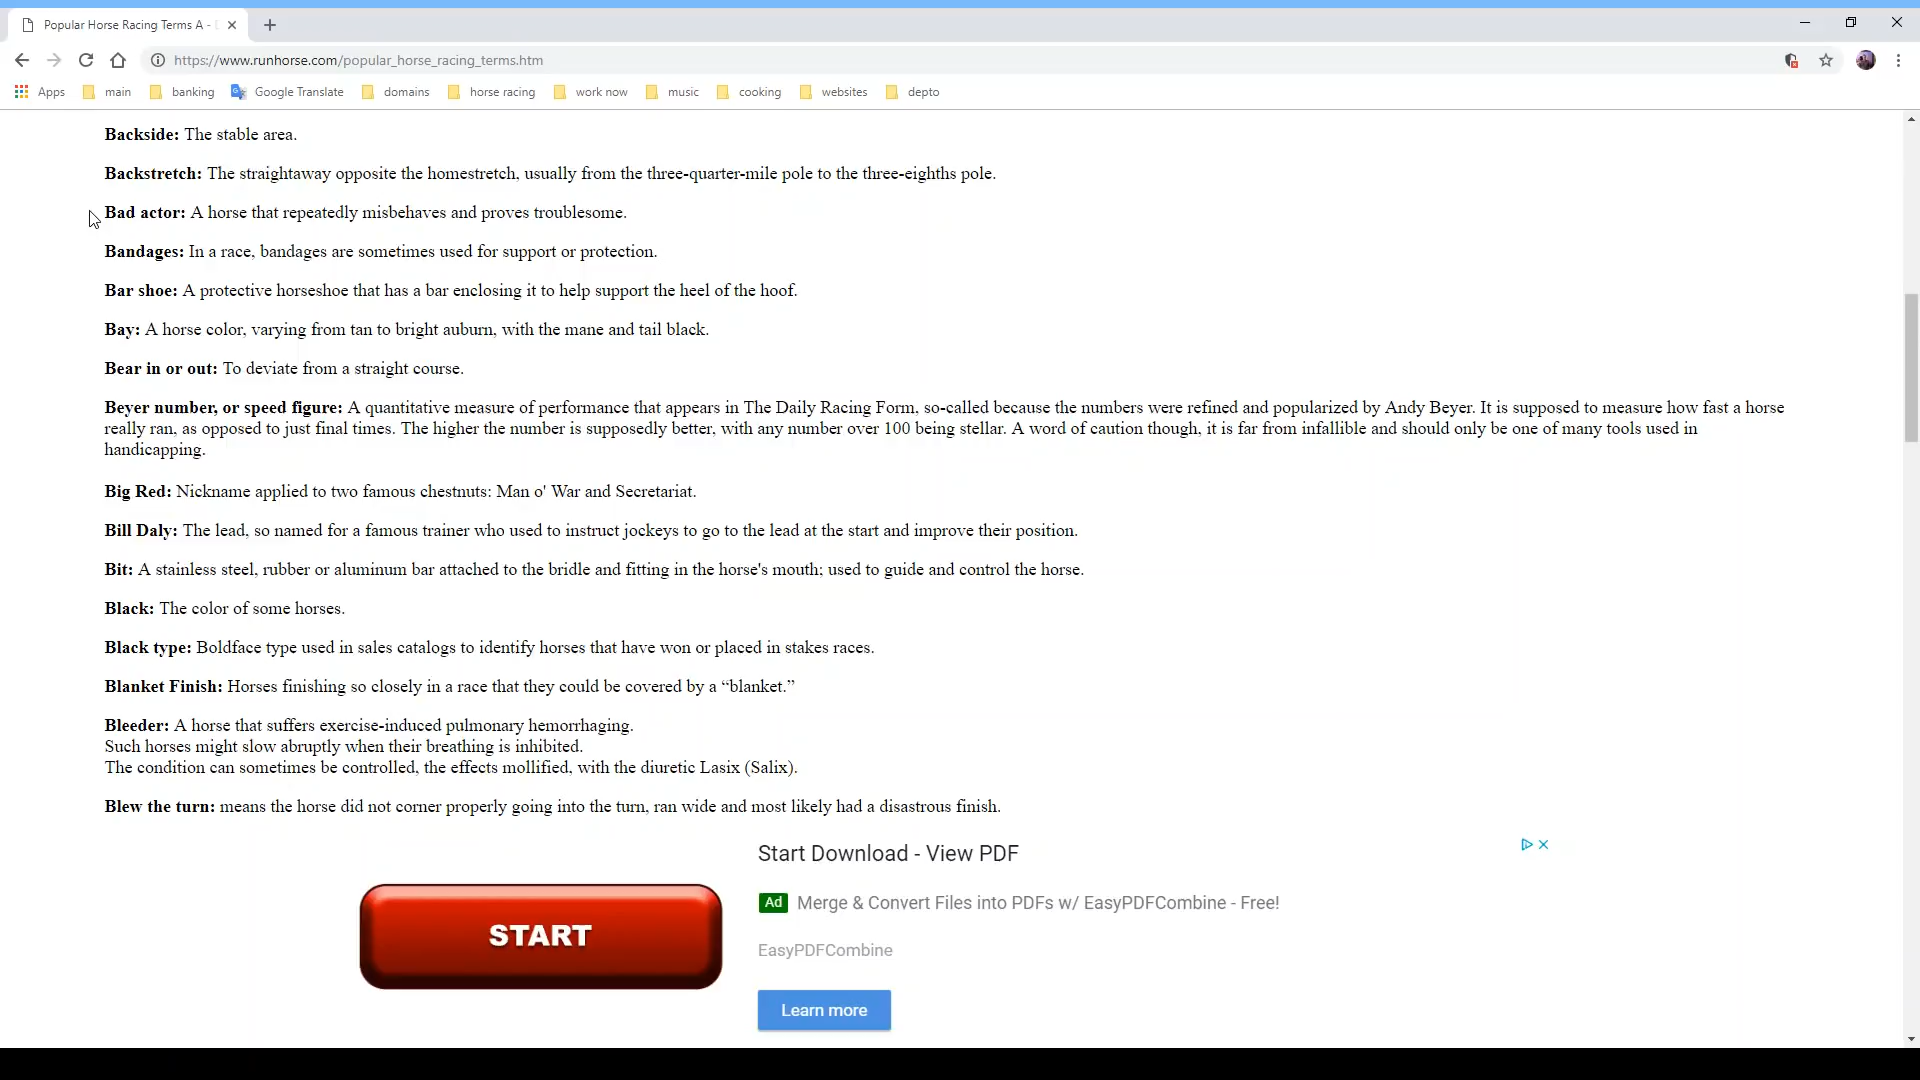 Popular Horse Racing Terms A -
https://www.runhorse.com/popular_horse_racing_terms.htm
Apps main banking Google Translate domains horse racing work now music cooking websites depto
Backside: The stable area.
Backstretch: The straightaway opposite the homestretch, usually from the three-quarter-mile pole to the three-eighths pole.
Bad actor: A horse that repeatedly misbehaves and proves troublesome.
Bandages: In a race, bandages are sometimes used for support or protection.
Bar shoe: A protective horseshoe that has a bar enclosing it to help support the heel of the hoof.
Bay: A horse color, varying from tan to bright auburn, with the mane and tail black.
Bear in or out: To deviate from a straight course.
Beyer number, or speed figure: A quantitative measure of performance that appears in The Daily Racing Form, so-called because the numbers were refined and popularized by Andy Beyer. It is supposed to measure how fast a horse
really ran, as opposed to just final times. The higher the number is supposedly better, with any number over 100 being stellar. A word of caution though, it is far from infallible and should only be one of many tools used in
handicapping.
Big Red: Nickname applied to two famous chestnuts: Man o' War and Secretariat.
Bill Daly: The lead, so named for a famous trainer who used to instruct jockeys to go to the lead at the start and improve their position.
Bit: A stainless steel, rubber or aluminum bar attached to the bridle and fitting in the horse's mouth; used to guide and control the horse.
Black: The color of some horses.
Black type: Boldface type used in sales catalogs to identify horses that have won or placed in stakes races.
Blanket Finish: Horses finishing so closely in a race that they could be covered by a “blanket.”
Bleeder: A horse that suffers exercise-induced pulmonary hemorrhaging.
Such horses might slow abruptly when their breathing is inhibited.
The condition can sometimes be controlled, the effects mollified, with the diuretic Lasix (Salix).
Blew the turn: means the horse did not corner properly going into the turn, ran wide and most likely had a disastrous finish.
Start Download - View PDF
Ad Merge & Convert Files into PDFs w/ EasyPDFCombine - Free!
START
EasyPDFCombine
Learn more